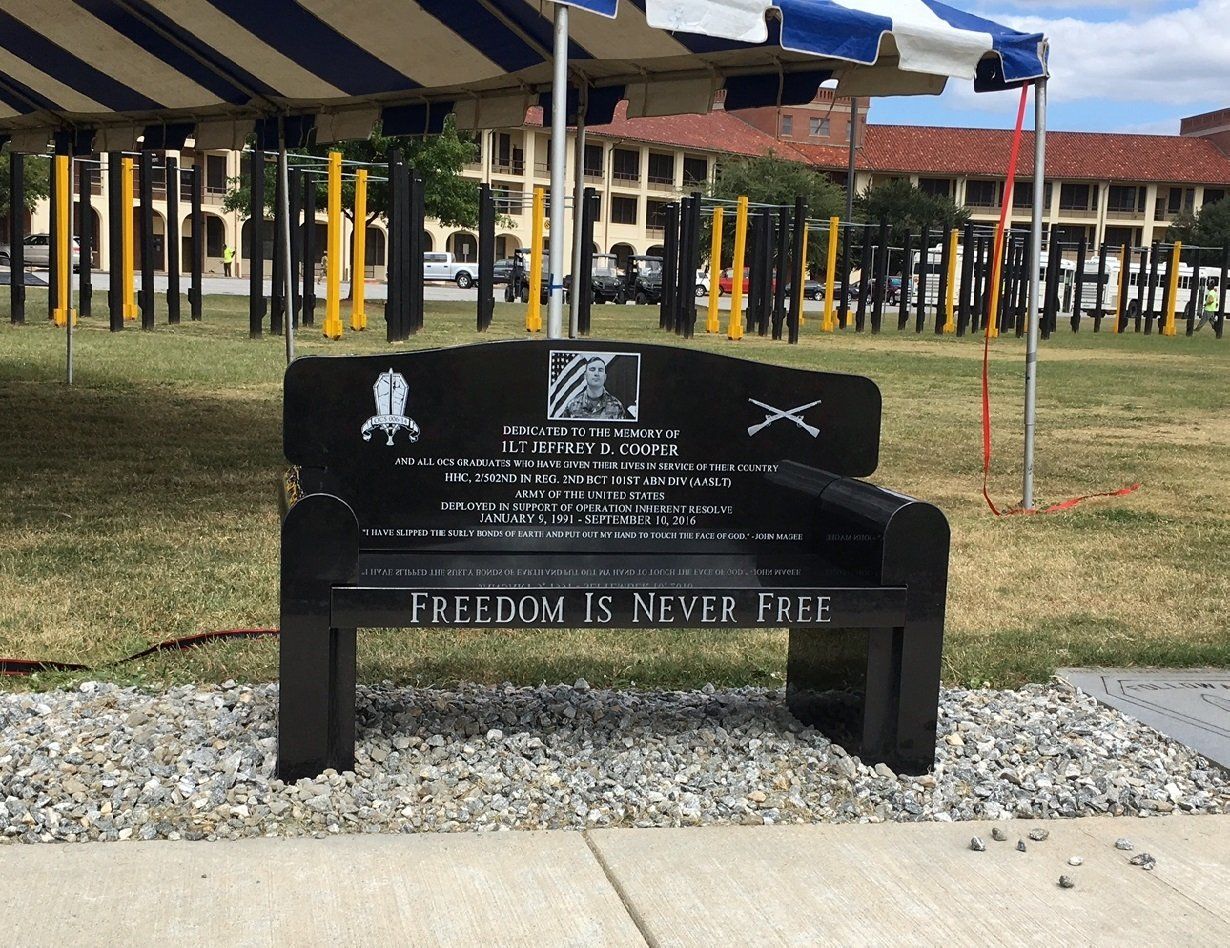 OCS
DEDICATED TO THE MEMORY OF
1LT JEFFREY D. COOPER
AND ALL OCS GRADUATES WHO HAVE GIVEN THEIR LIVES IN SERVICE OF THEIR COUNTRY
HHC, 2/502ND IN REG. 2ND BCT 101ST ABN DIV (AASLT)
ARMY OF THE UNITED STATES
DEPLOYED IN SUPPORT OF OPERATION INHERENT RESOLVE
JANUARY 9, 1991 - SEPTEMBER 10, 2016
"I HAVE SLIPPED THE SURLY BONDS OF EARTH AND PUT OUT MY HAND TO TOUCH THE FACE OF GOD." - JOHN MAGEE
FREEDOM IS NEVER FREE
FOLLOW